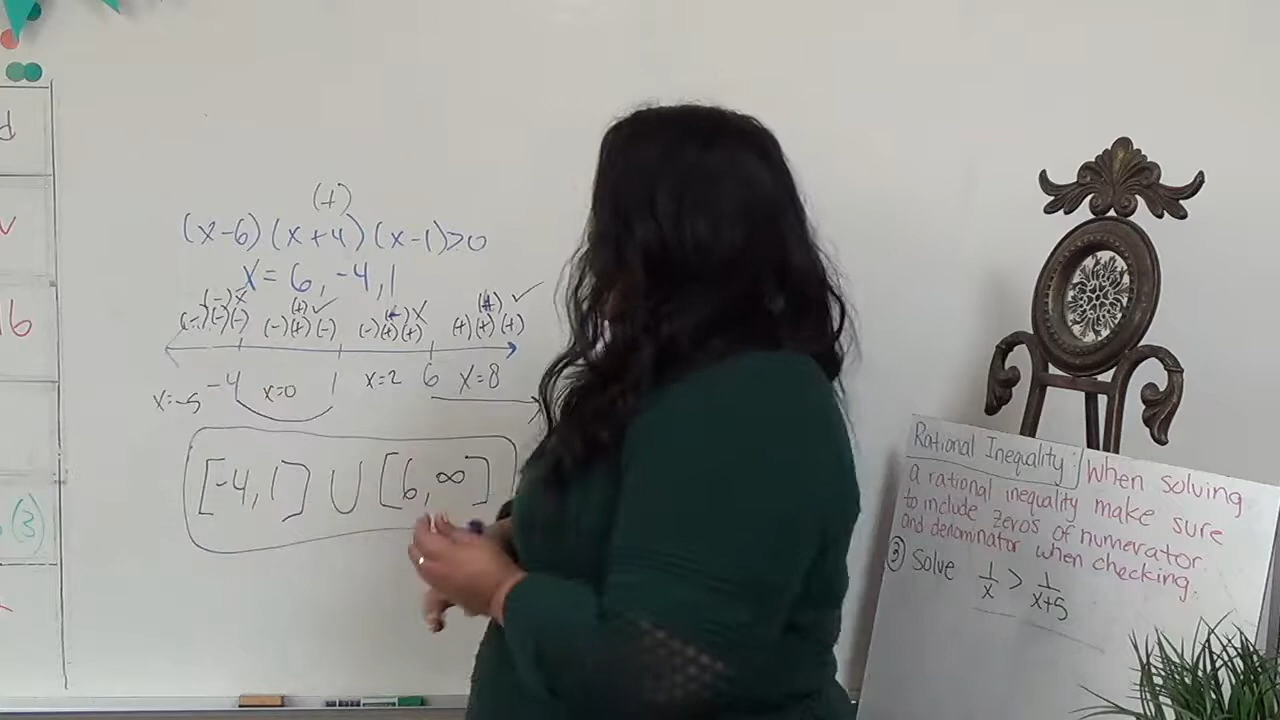 d
v
16
(3)
(+)
(x-6)(x+4)(x-1)≥0
x = 6, -4, 1
(-) x (+) ✓ (-) x (+) ✓
(-)(-)(-) (-)(+)(-) (-)(+)(+) (+)(+)(+)
x=-5 -4 x=0 1 x=2 6 x=8
[-4,1] ∪ [6,∞]
Rational Inequality: When solving
a rational inequality make sure
to include zeros of numerator
and denominator when checking.
③ Solve 1/x > 1/x+5